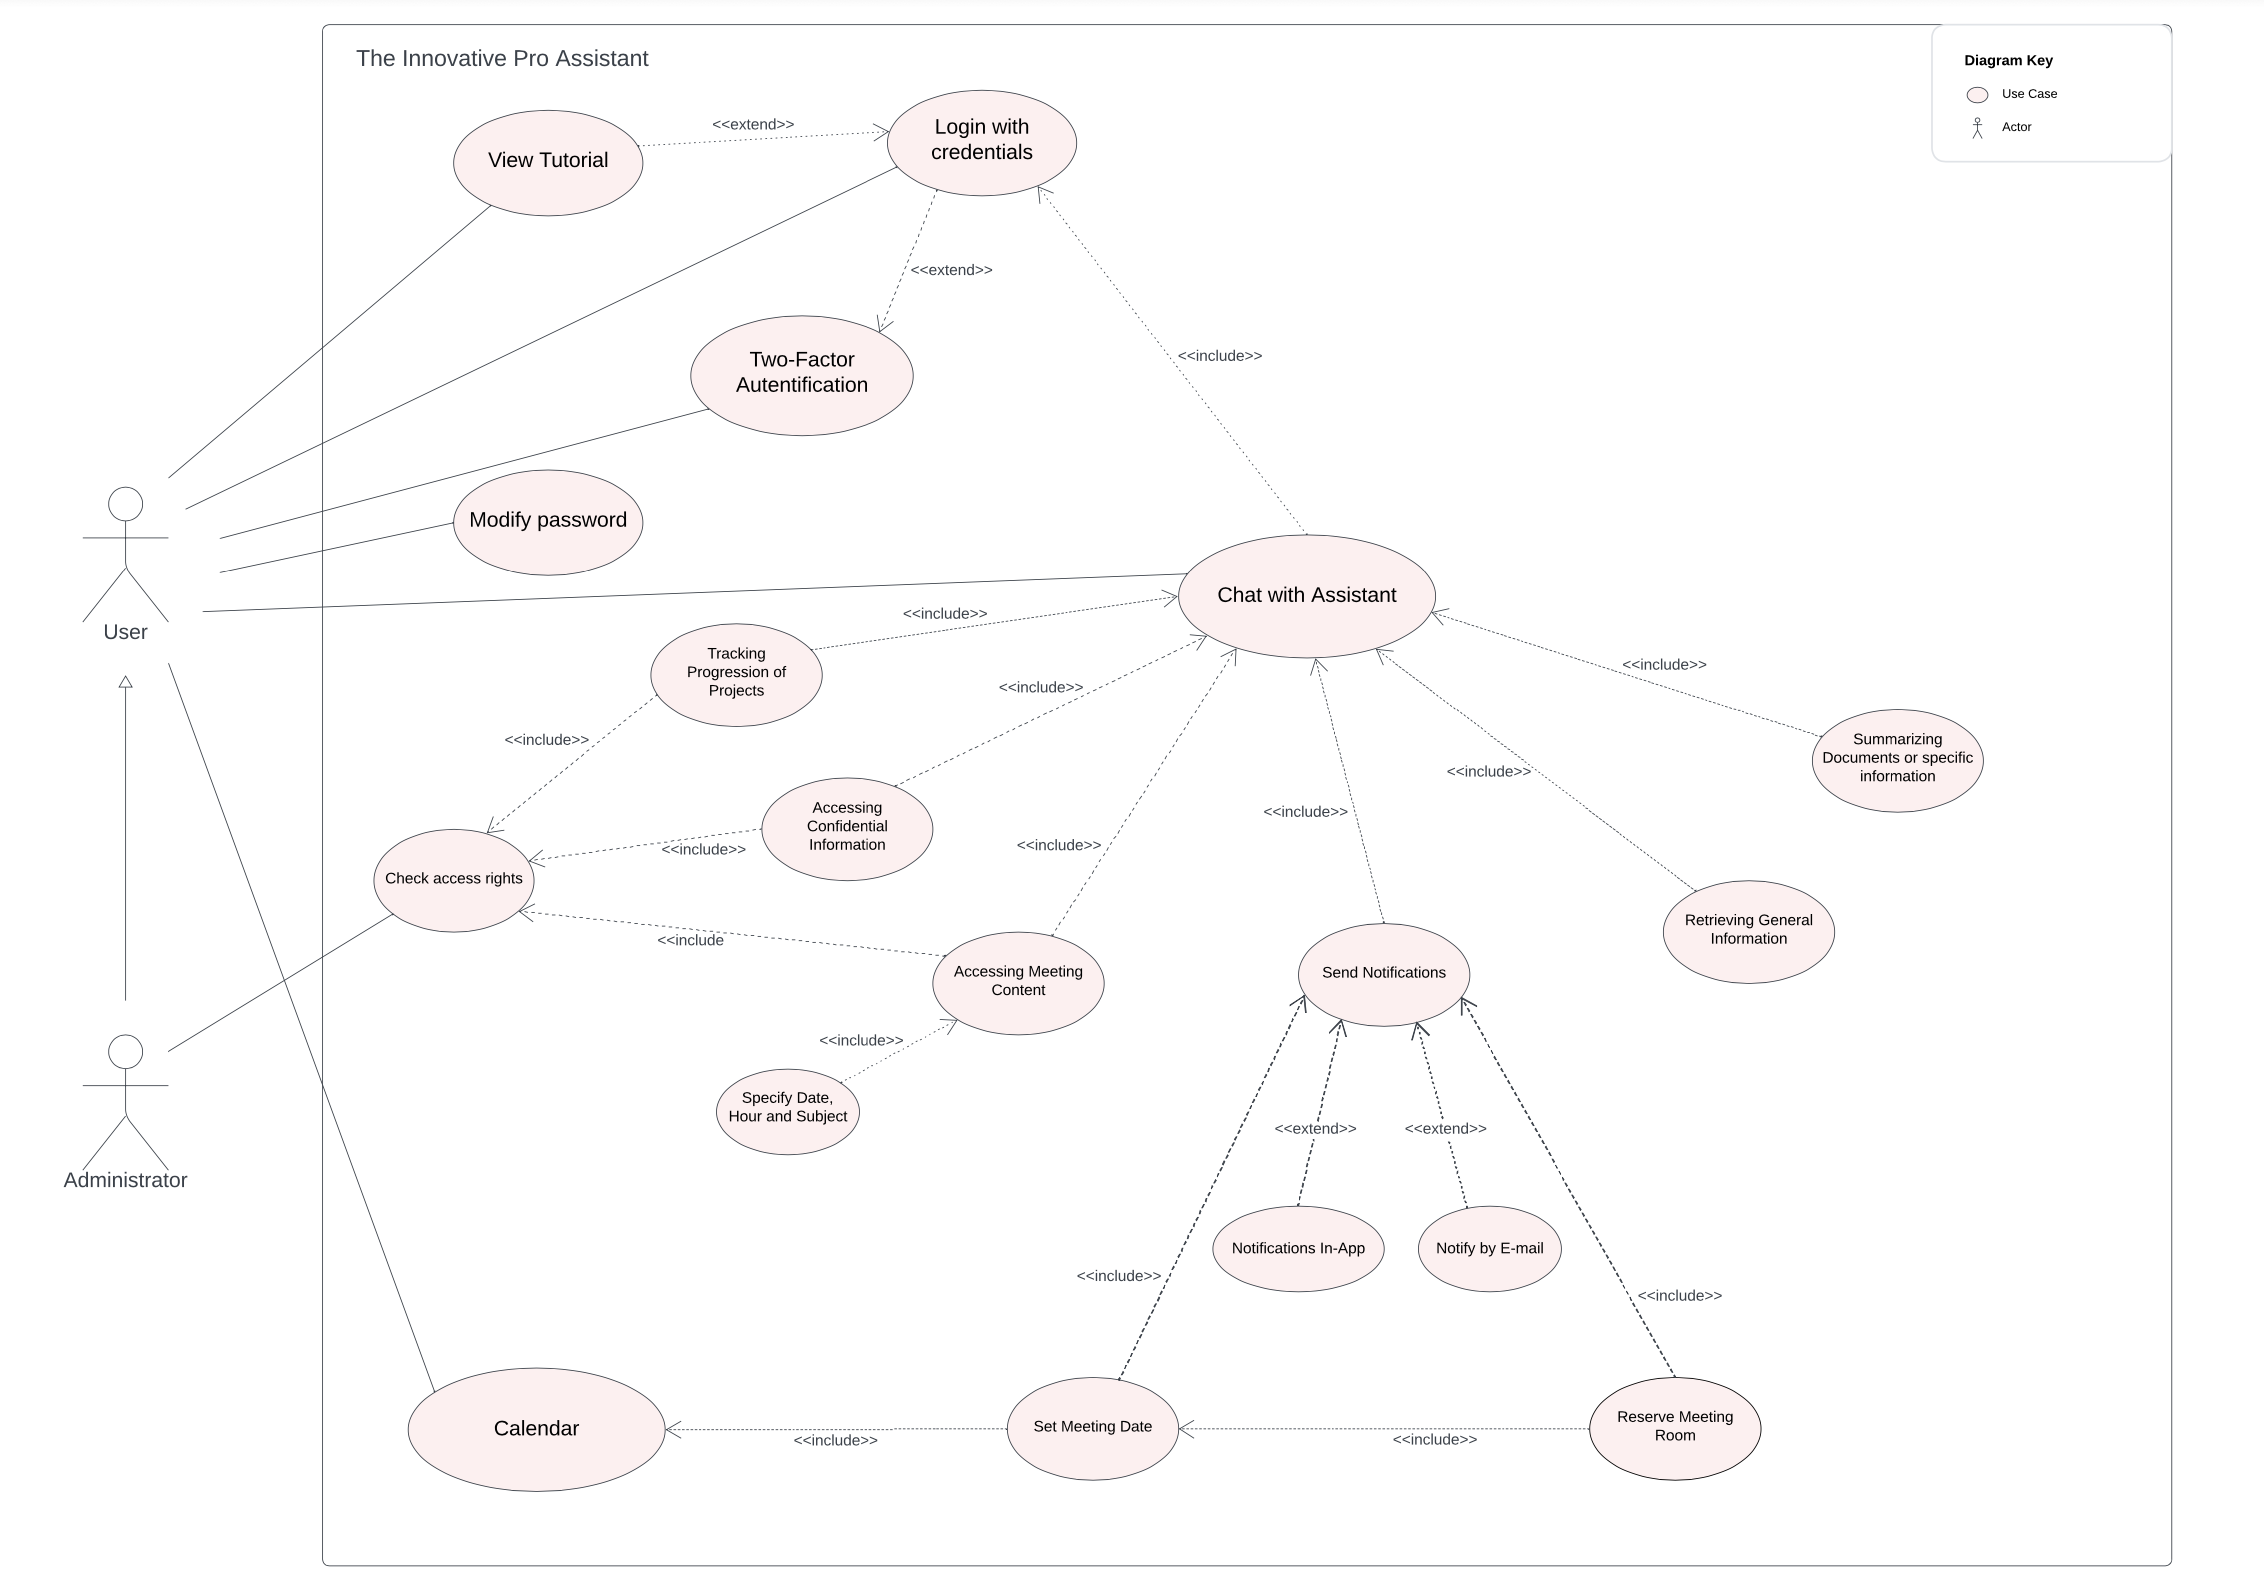 The Innovative Pro Assistant
Diagram Key
Use Case
Actor
View Tutorial
<<extend>>
Login with
credentials
<<extend>>
Two-Factor
Autentification
<<include>>
Modify password
User
Chat with Assistant
<<include>>
Tracking
Progression of
Projects
<<include>>
<<include>>
<<include>>
Summarizing
Documents or specific
information
<<include>>
Accessing
Confidential
Information
<<include>>
<<include>>
<<include>>
<<include>>
Check access rights
Retrieving General
Information
<<include
Accessing Meeting
Content
Send Notifications
<<include>>
Specify Date,
Hour and Subject
<<extend>>
<<extend>>
Administrator
Notifications In-App
Notify by E-mail
<<include>>
<<include>>
Calendar
<<include>>
Set Meeting Date
<<include>>
Reserve Meeting
Room